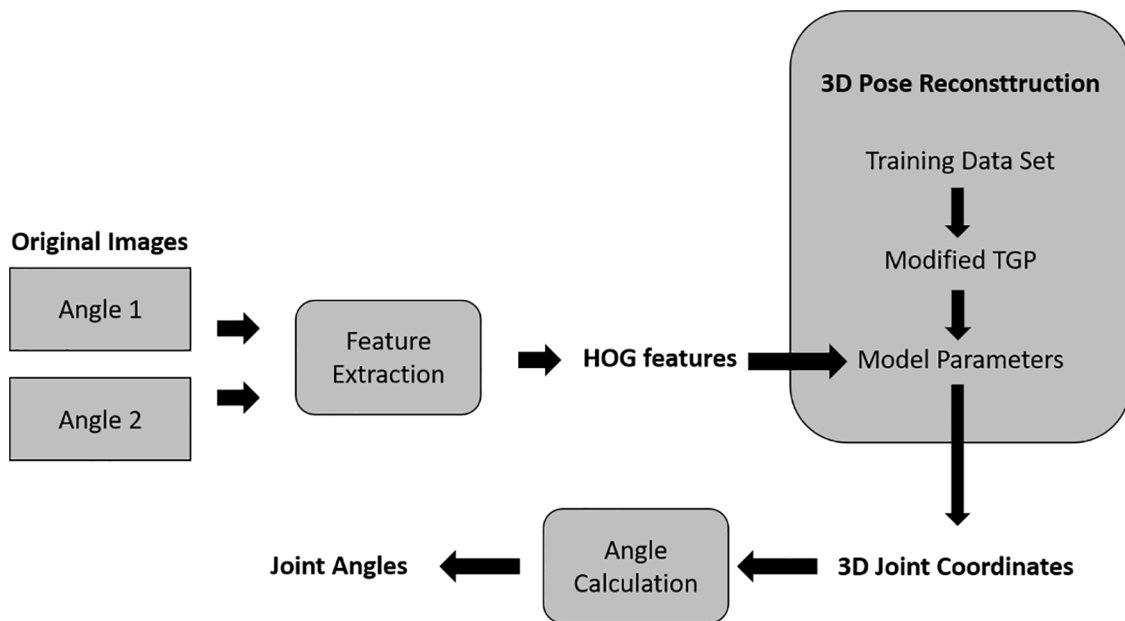 3D Pose Reconsttruction
Training Data Set
Modified TGP
Model Parameters
Original Images
Angle 1
Angle 2
Feature
Extraction
HOG features
3D Joint Coordinates
Angle
Calculation
Joint Angles